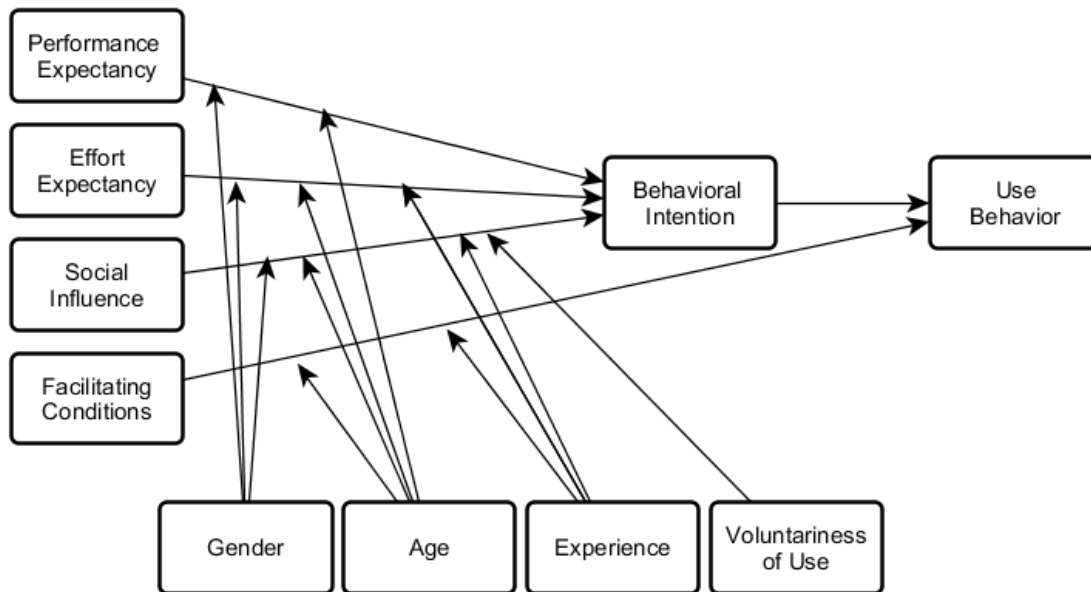 Performance
Expectancy
Effort
Expectancy
Social
Influence
Facilitating
Conditions
Behavioral
Intention
Use
Behavior
Gender
Age
Experience
Voluntariness
of Use